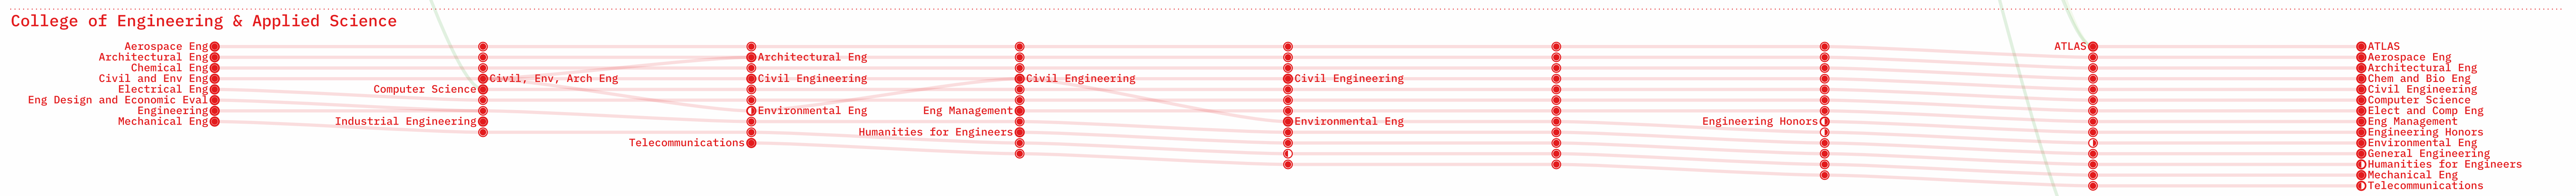 College of Engineering & Applied Science
Aerospace Eng
Architectural Eng
Chemical Eng
Civil and Env Eng
Electrical Eng
Eng Design and Economic Eval
Engineering
Mechanical Eng
Civil, Env, Arch Eng
Computer Science
Industrial Engineering
Architectural Eng
Civil Engineering
Environmental Eng
Telecommunications
Civil Engineering
Eng Management
Humanities for Engineers
Civil Engineering
Environmental Eng
Engineering Honors
ATLAS
ATLAS
Aerospace Eng
Architectural Eng
Chem and Bio Eng
Civil Engineering
Computer Science
Elect and Comp Eng
Eng Management
Engineering Honors
Environmental Eng
General Engineering
Humanities for Engineers
Mechanical Eng
Telecommunications